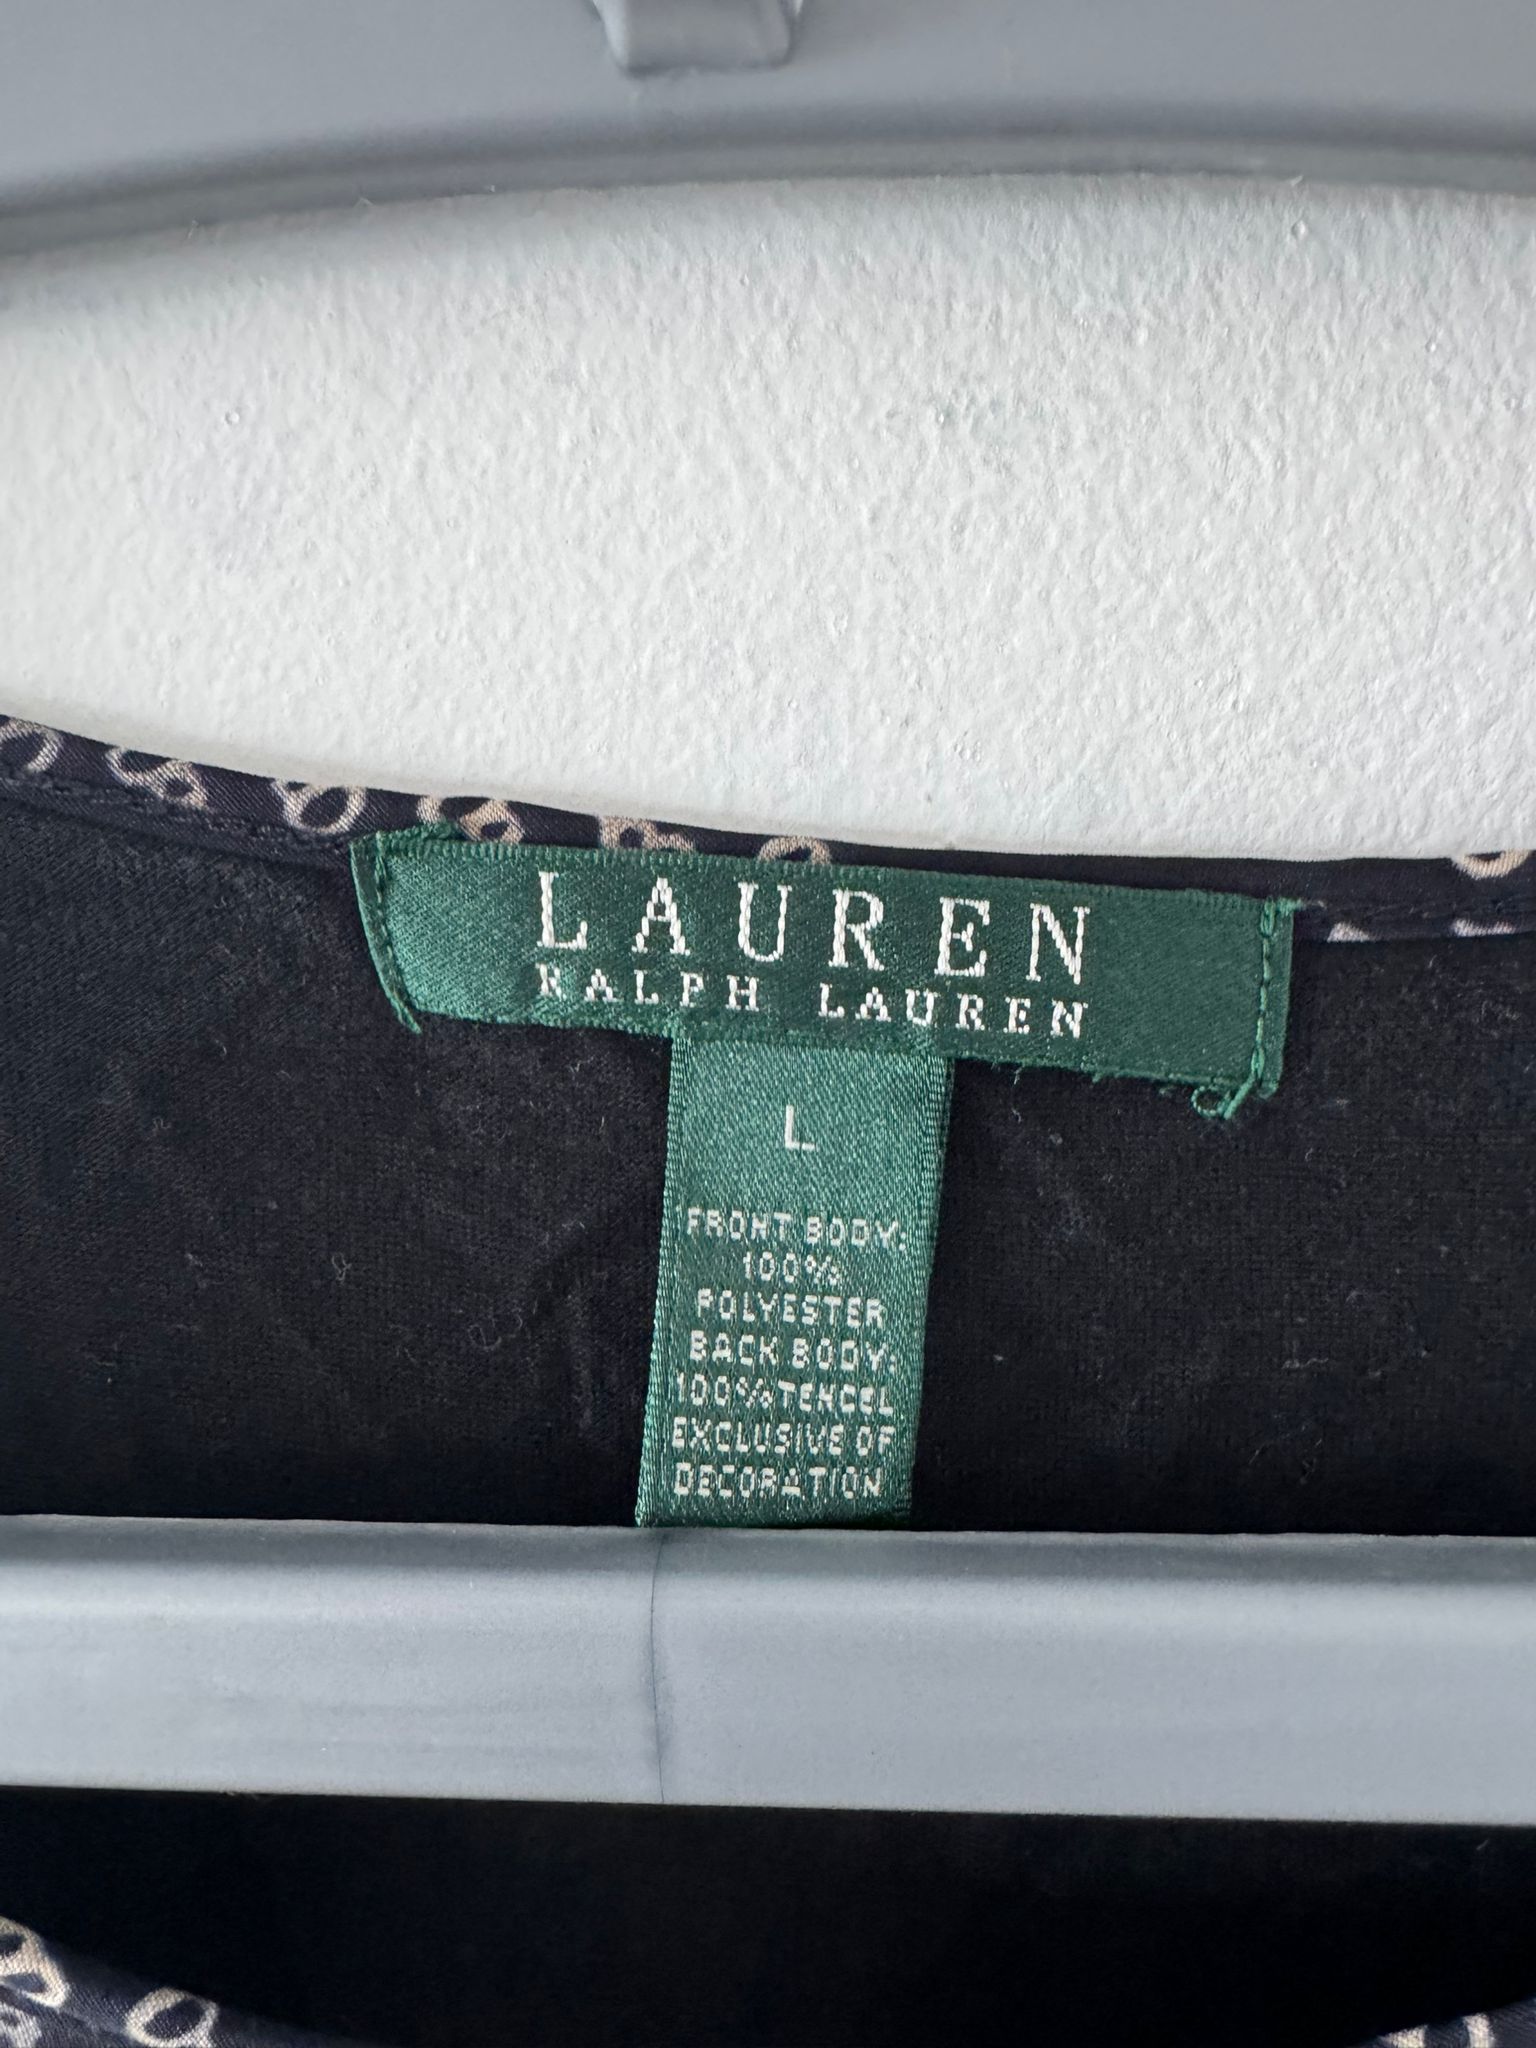 LAUREN
RALPH LAUREN
L
FRONT BODY:
100%
POLYESTER
BACK BODY:
100% TENCEL
EXCLUSIVE OF
DECORATION